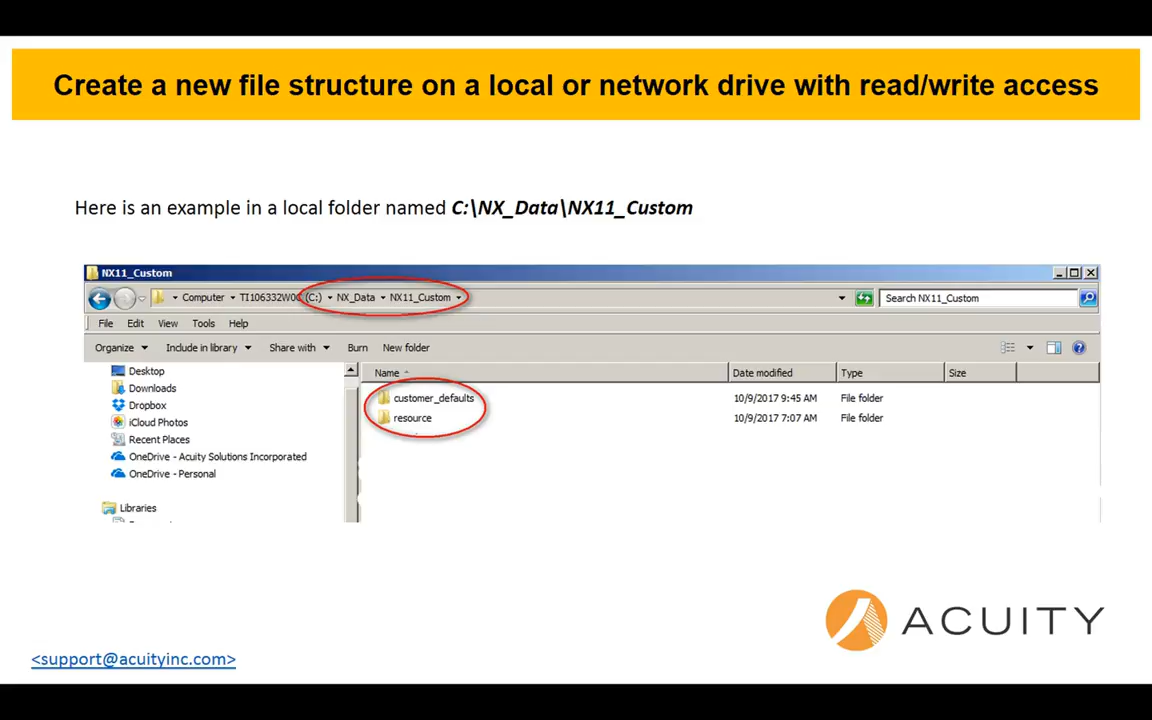 Create a new file structure on a local or network drive with read/write access
Here is an example in a local folder named C:\NX_Data\NX11_Custom
NX11_Custom
Computer TI106332W0 (C:) NX_Data NX11_Custom
Search NX11_Custom
File Edit View Tools Help
Organize Include in library Share with Burn New folder
Name Date modified Type Size
Desktop
Downloads
Dropbox
iCloud Photos
Recent Places
OneDrive - Acuity Solutions Incorporated
OneDrive - Personal
Libraries
customer_defaults 10/9/2017 9:45 AM File folder
resource 10/9/2017 7:07 AM File folder
ACUITY
<support@acuityinc.com>